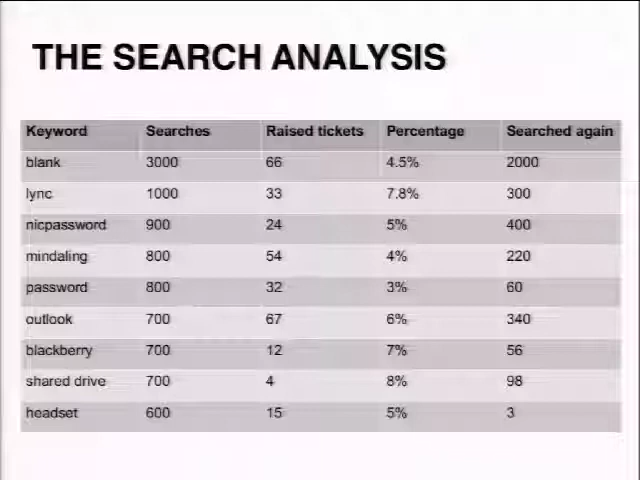 THE SEARCH ANALYSIS
Keyword Searches Raised tickets Percentage Searched again
blank 3000 66 4.5% 2000
lync 1000 33 7.8% 300
nicpassword 900 24 5% 400
mindaling 800 54 4% 220
password 800 32 3% 60
outlook 700 67 6% 340
blackberry 700 12 7% 56
shared drive 700 4 8% 98
headset 600 15 5% 3